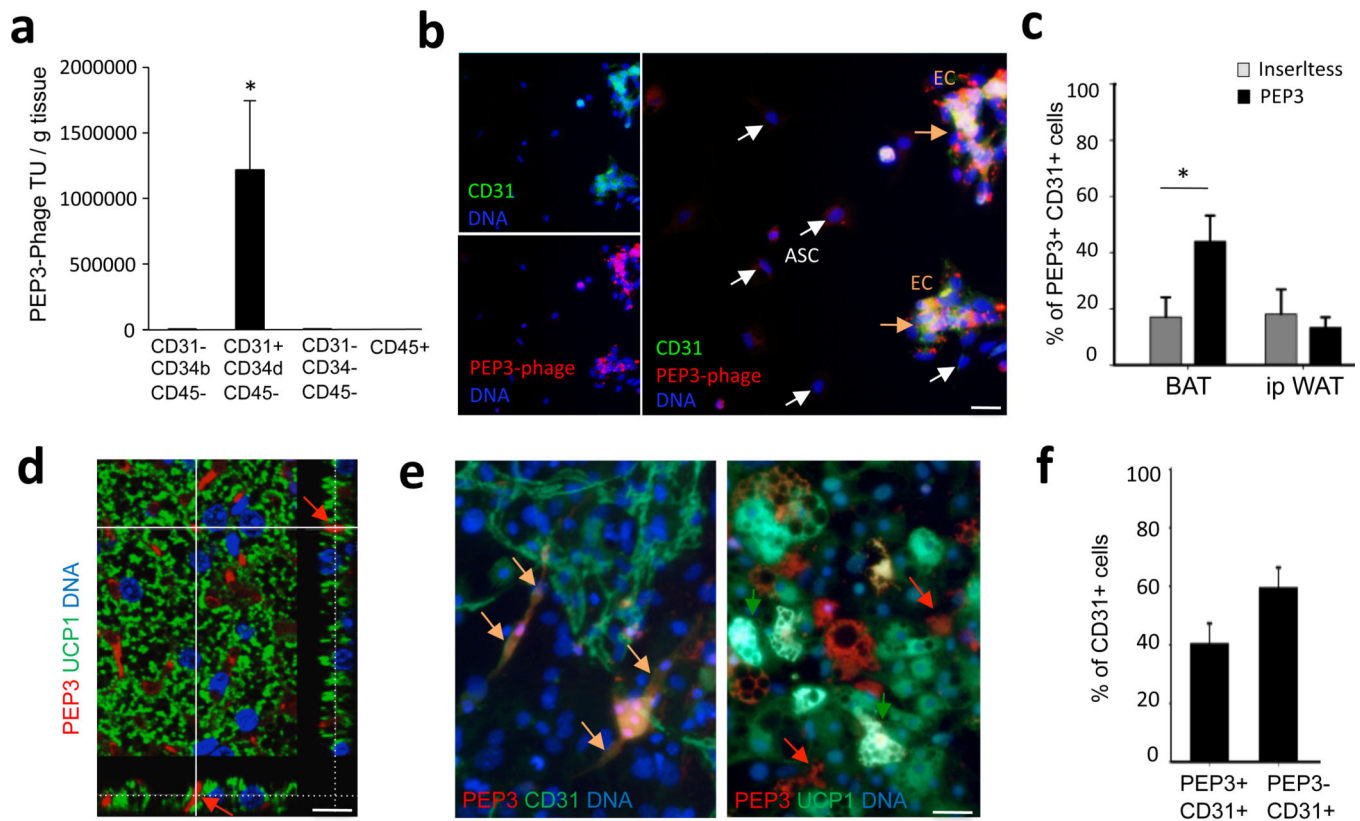 a
2000000
1500000
1000000
500000
0
PEP3-Phage TU / g tissue
*
CD31-
CD34b
CD45-
CD31+
CD34d
CD45-
CD31-
CD34-
CD45-
CD45+
b
CD31
DNA
PEP3-phage
DNA
EC
ASC
EC
CD31
PEP3-phage
DNA
c
Inserltess
PEP3
100
80
60
40
20
0
% of PEP3+ CD31+ cells
*
BAT
ip WAT
d
PEP3 UCP1 DNA
e
PEP3 CD31 DNA
PEP3 UCP1 DNA
f
100
80
60
40
20
0
% of CD31+ cells
PEP3+
CD31+
PEP3-
CD31+